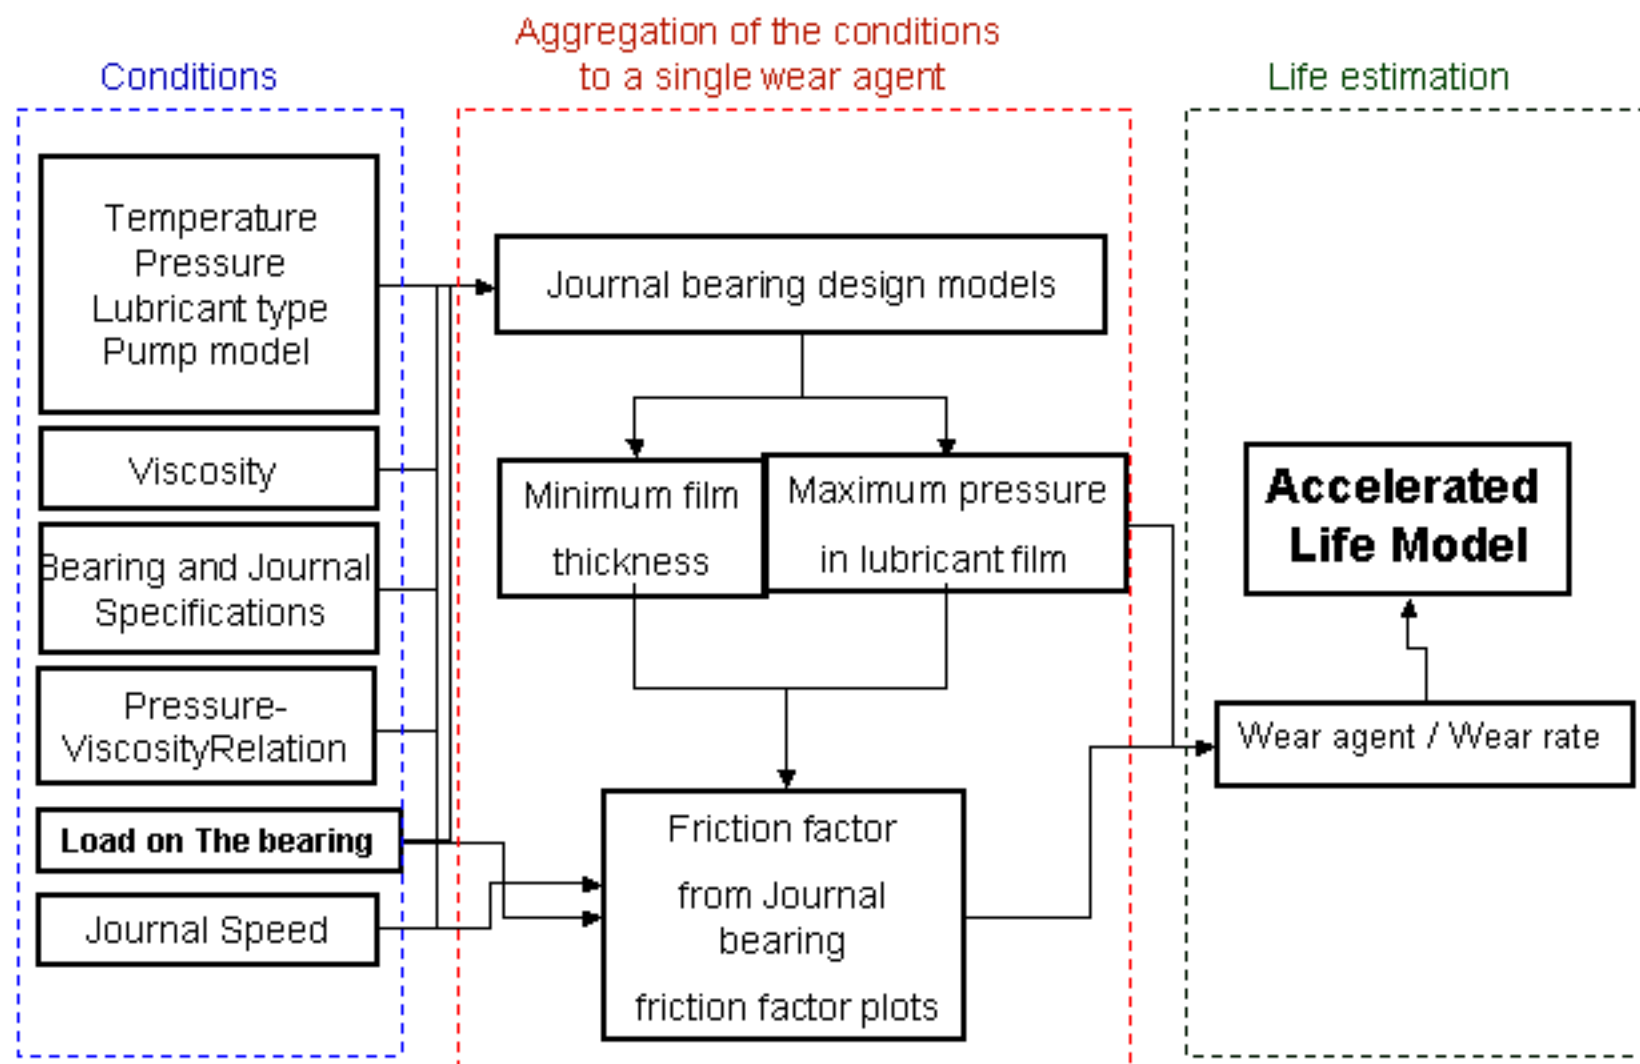 Conditions
Aggregation of the conditions
to a single wear agent
Life estimation
Temperature
Pressure
Lubricant type
Pump model
Viscosity
Bearing and Journal
Specifications
Pressure-
ViscosityRelation
Load on The bearing
Journal Speed
Journal bearing design models
Minimum film
thickness
Maximum pressure
in lubricant film
Friction factor
from Journal
bearing
friction factor plots
Accelerated
Life Model
Wear agent / Wear rate